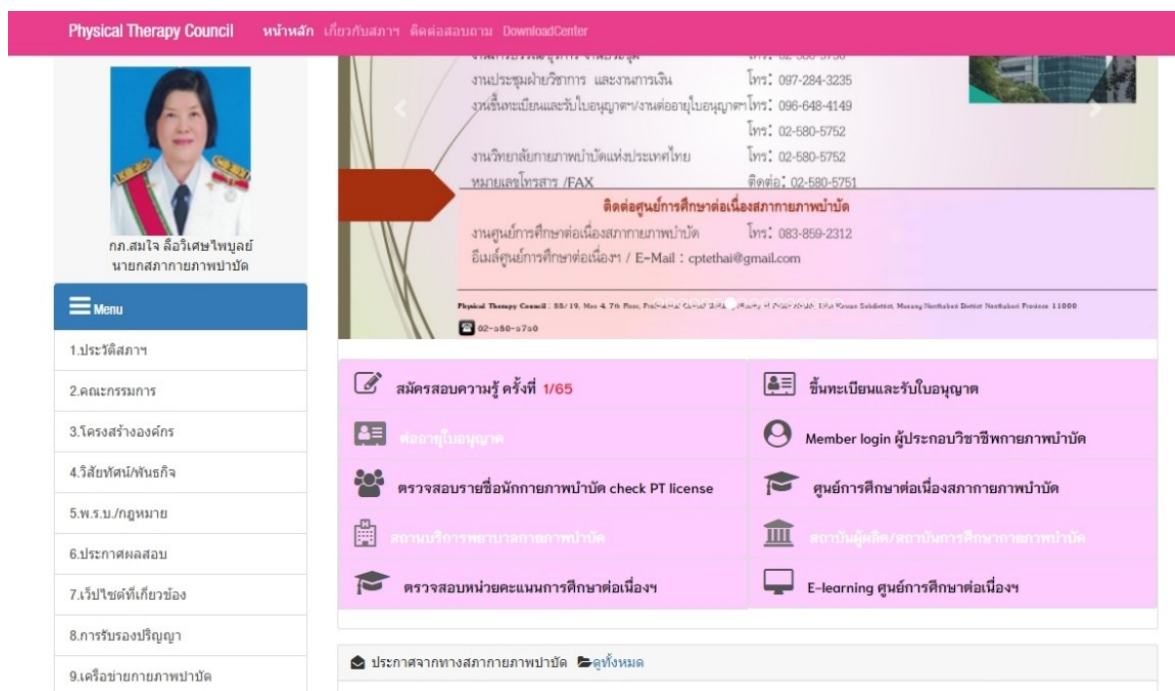 Physical Therapy Council หน้าหลัก เกี่ยวกับสภาฯ ติดต่อสอบถาม DownloadCenter
งานประชุมฝ่ายวิชาการ และงานการเงิน โทร: 097-284-3235
งานขึ้นทะเบียนและรับใบอนุญาตฯ/งานต่ออายุใบอนุญาตฯ โทร: 096-648-4149
โทร: 02-580-5752
งานวิทยาลัยกายภาพบำบัดแห่งประเทศไทย โทร: 02-580-5752
หมายเลขโทรสาร /FAX ติดต่อ: 02-580-5751
ติดต่อศูนย์การศึกษาต่อเนื่องสภากายภาพบำบัด
งานศูนย์การศึกษาต่อเนื่องสภากายภาพบำบัด โทร: 083-859-2312
อีเมล์ศูนย์การศึกษาต่อเนื่องฯ / E-Mail : cptethai@gmail.com
Physical Therapy Council : 88/19, Moo 4, 7th Floor, Subdistrict, Mueang Nonthaburi District Nonthaburi Province 11000
กภ.สมใจ ลือวิเศษไพบูลย์
นายกสภากายภาพบำบัด
Menu
1.ประวัติสภาฯ
2.คณะกรรมการ
3.โครงสร้างองค์กร
4.วิสัยทัศน์/พันธกิจ
5.พ.ร.บ./กฎหมาย
6.ประกาศผลสอบ
7.เว็ปไซต์ที่เกี่ยวข้อง
8.การรับรองปริญญา
9.เครือข่ายกายภาพบำบัด
สมัครสอบความรู้ ครั้งที่ 1/65
ขึ้นทะเบียนและรับใบอนุญาต
ต่ออายุใบอนุญาต
Member login ผู้ประกอบวิชาชีพกายภาพบำบัด
ตรวจสอบรายชื่อนักกายภาพบำบัด check PT license
ศูนย์การศึกษาต่อเนื่องสภากายภาพบำบัด
สถานบริการพยาบาลกายภาพบำบัด
สถาบันผู้ผลิต/สถาบันการศึกษากายภาพบำบัด
ตรวจสอบหน่วยคะแนนการศึกษาต่อเนื่องฯ
E-learning ศูนย์การศึกษาต่อเนื่องฯ
ประกาศจากทางสภากายภาพบำบัด ดูทั้งหมด